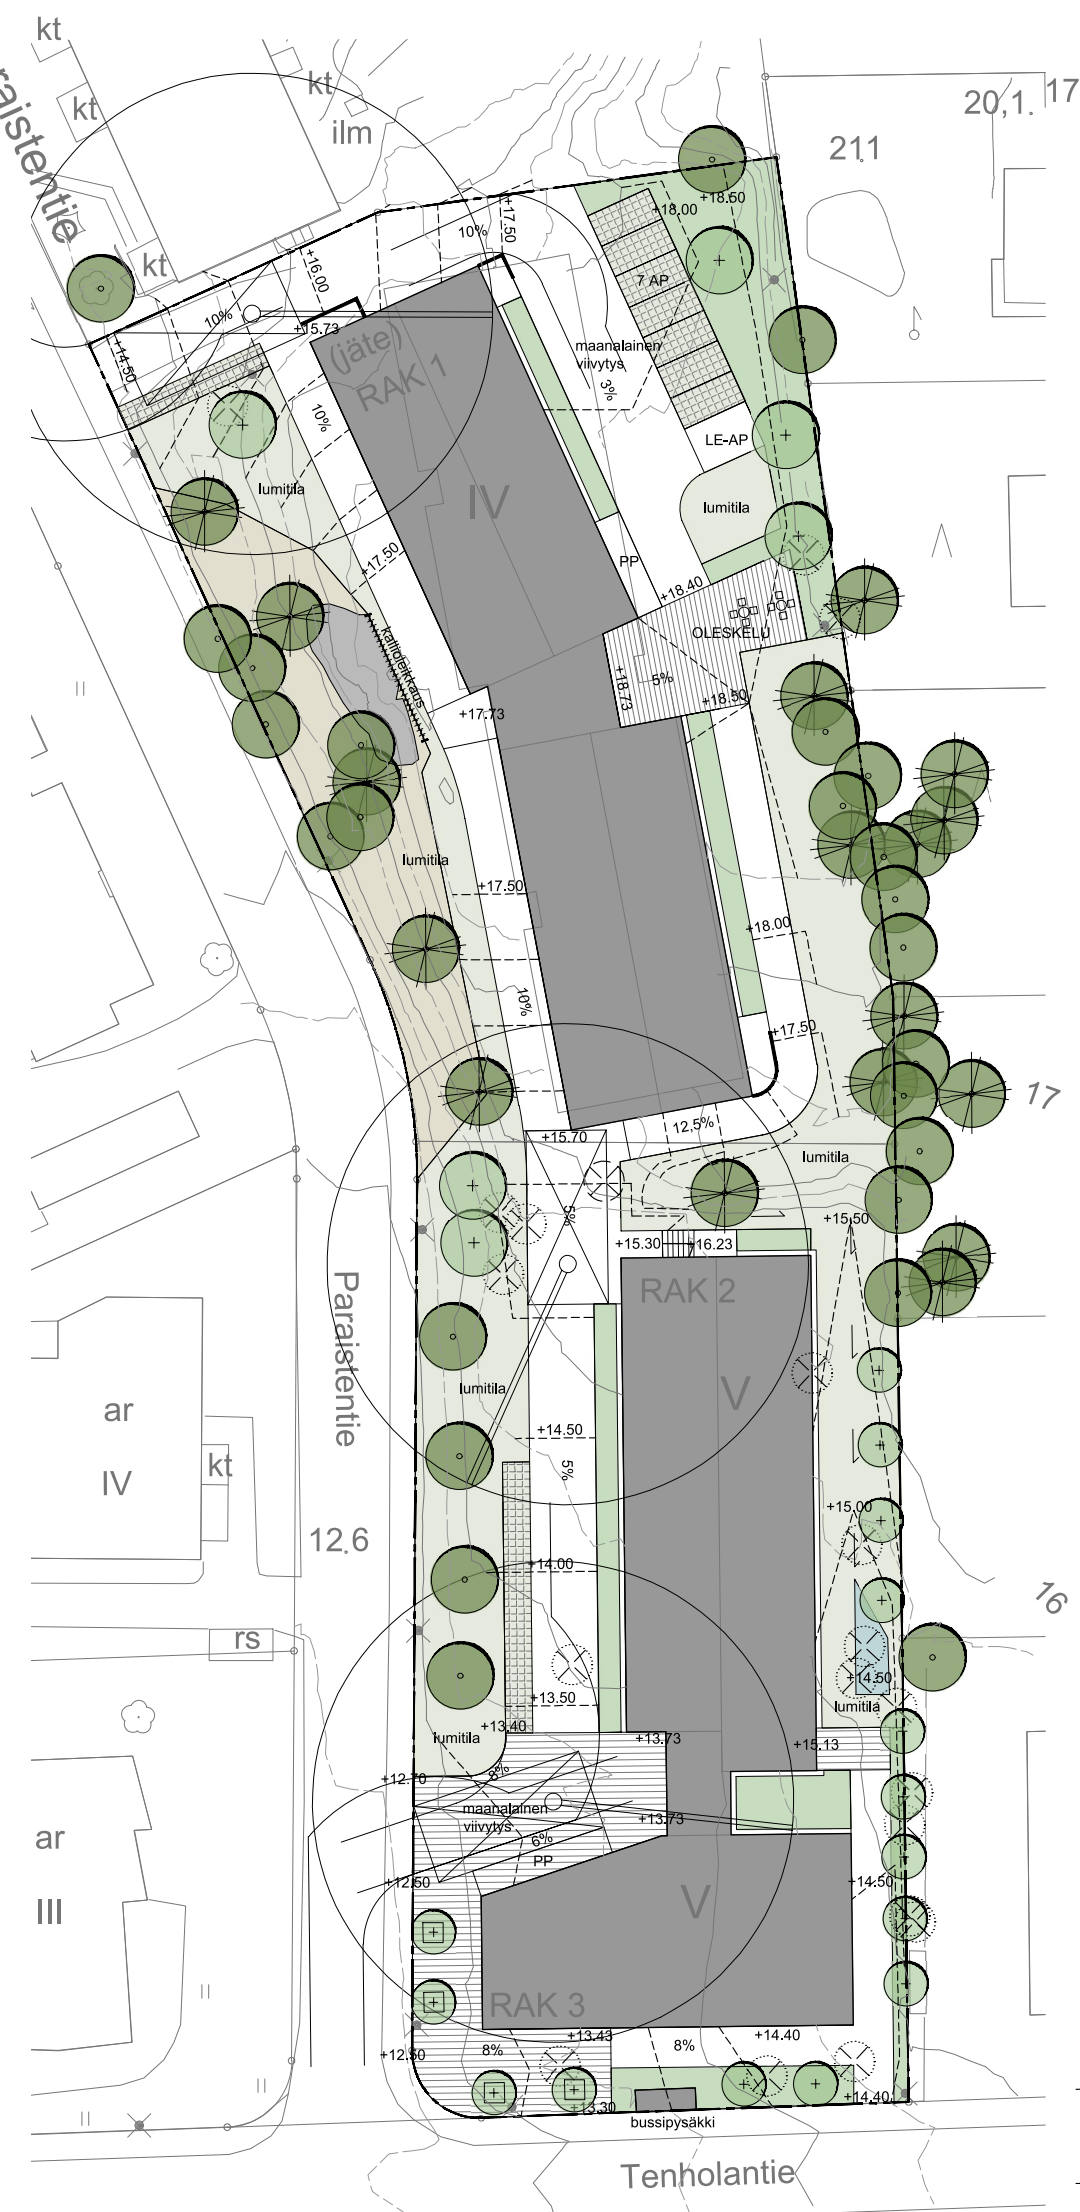 kt
kt
kt
ilm
raistentie
kt
20,1.
17
211
+18.50
+18.00
+17.50
10%
+16.00
7 AP
10%
+15.73
+14.50
(jäte)
RAK 1
maanalainen
viivytys
3%
10%
LE-AP
lumitila
IV
lumitila
+17.50
PP
+18.40
OLESKELU
kallioleikkaus
5%
+18.73
+18.50
+17.73
lumitila
+17.50
+18.00
10%
+17.50
17
12,5%
+15.70
lumitila
5%
+15.50
+15.30
+16.23
RAK 2
Paraistentie
lumitila
V
ar
IV
kt
+14.50
5%
+15.00
12.6
+14.00
16
rs
+14.50
+13.50
lumitila
+13.40
lumitila
+13.73
+15.13
8%
+12.70
maanalainen
viivytys
+13.73
6%
PP
ar
III
+12.50
+14.50
V
RAK 3
+13.43
+14.40
8%
8%
+12.50
+14.40
+13.30
bussipysäkki
Tenholantie